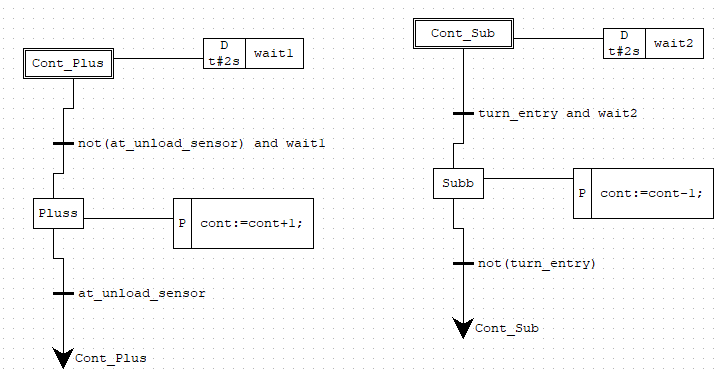 Cont_Plus
D
t#2s
wait1
not(at_unload_sensor) and wait1
Pluss
P
cont:=cont+1;
at_unload_sensor
Cont_Plus
Cont_Sub
D
t#2s
wait2
turn_entry and wait2
Subb
P
cont:=cont-1;
not(turn_entry)
Cont_Sub